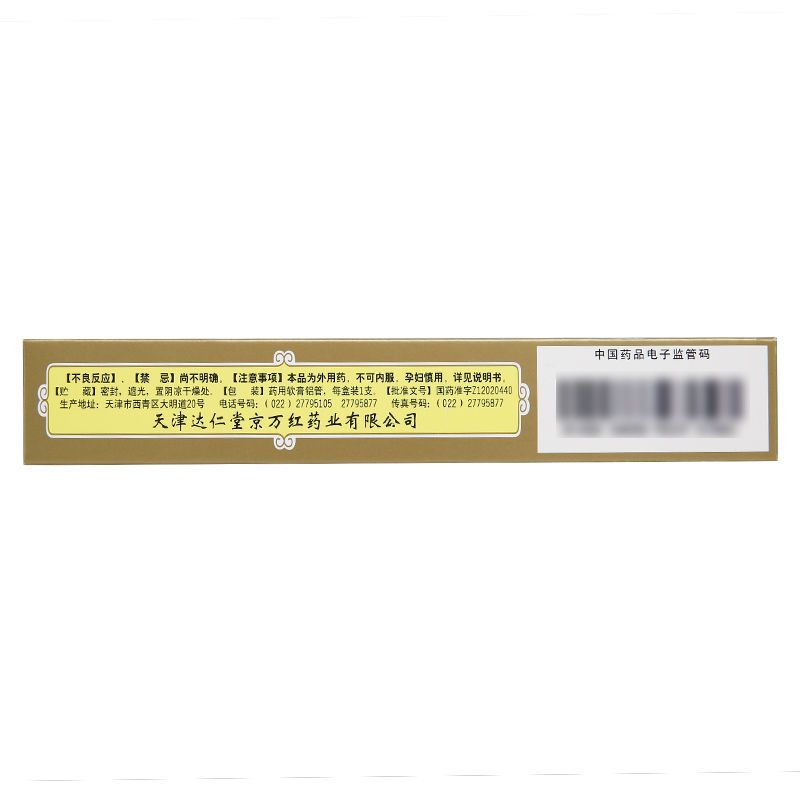 【不良反应】、【禁 忌】尚不明确。【注意事项】本品为外用药，不可内服。孕妇慎用，详见说明书。
【贮 藏】密封，遮光，置阴凉干燥处。【包 装】药用软膏铝管，每盒装1支。【批准文号】国药准字Z12020440
生产地址：天津市西青区大明道20号 电话号码：(022) 27795105 27795877 传真号码：(022) 27795877
天津达仁堂京万红药业有限公司
中国药品电子监管码